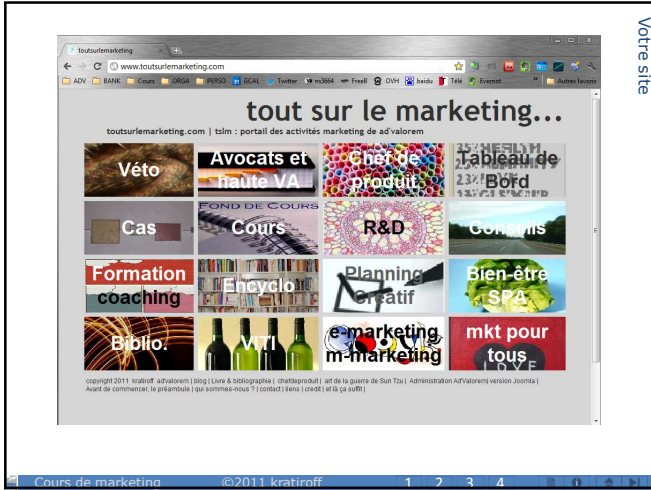 Votre site
toutsurlemarketing
www.toutsurlemarketing.com
ADV BANK Cours ORGA PERSO GCAL Twitter m3664 FreeB OVH baidu Télé Evernot » Autres favoris
tout sur le marketing...
toutsurlemarketing.com | tslm : portail des activités marketing de ad'valorem
Véto
Avocats et
haute VA
Chef de
produit
Tableau de
Bord
Cas
FOND DE COURS
Cours
R&D
Conseils
Formation
coaching
Encyclo
Planning
Créatif
Bien-être
SPA
Biblio.
VITI
e-marketing
m-marketing
mkt pour
tous
LOVE
copyright 2011 kratiroff advalorem | blog | Livre & bibliographie | chefdeproduit | art de la guerre de Sun Tzu | Administration AdValorem| version Joomla |
Avant de commencer, le préambule | qui sommes-nous ? | contact | liens | credit | et là ça suffit |
Cours de marketing ©2011 kratiroff 1 2 3 4